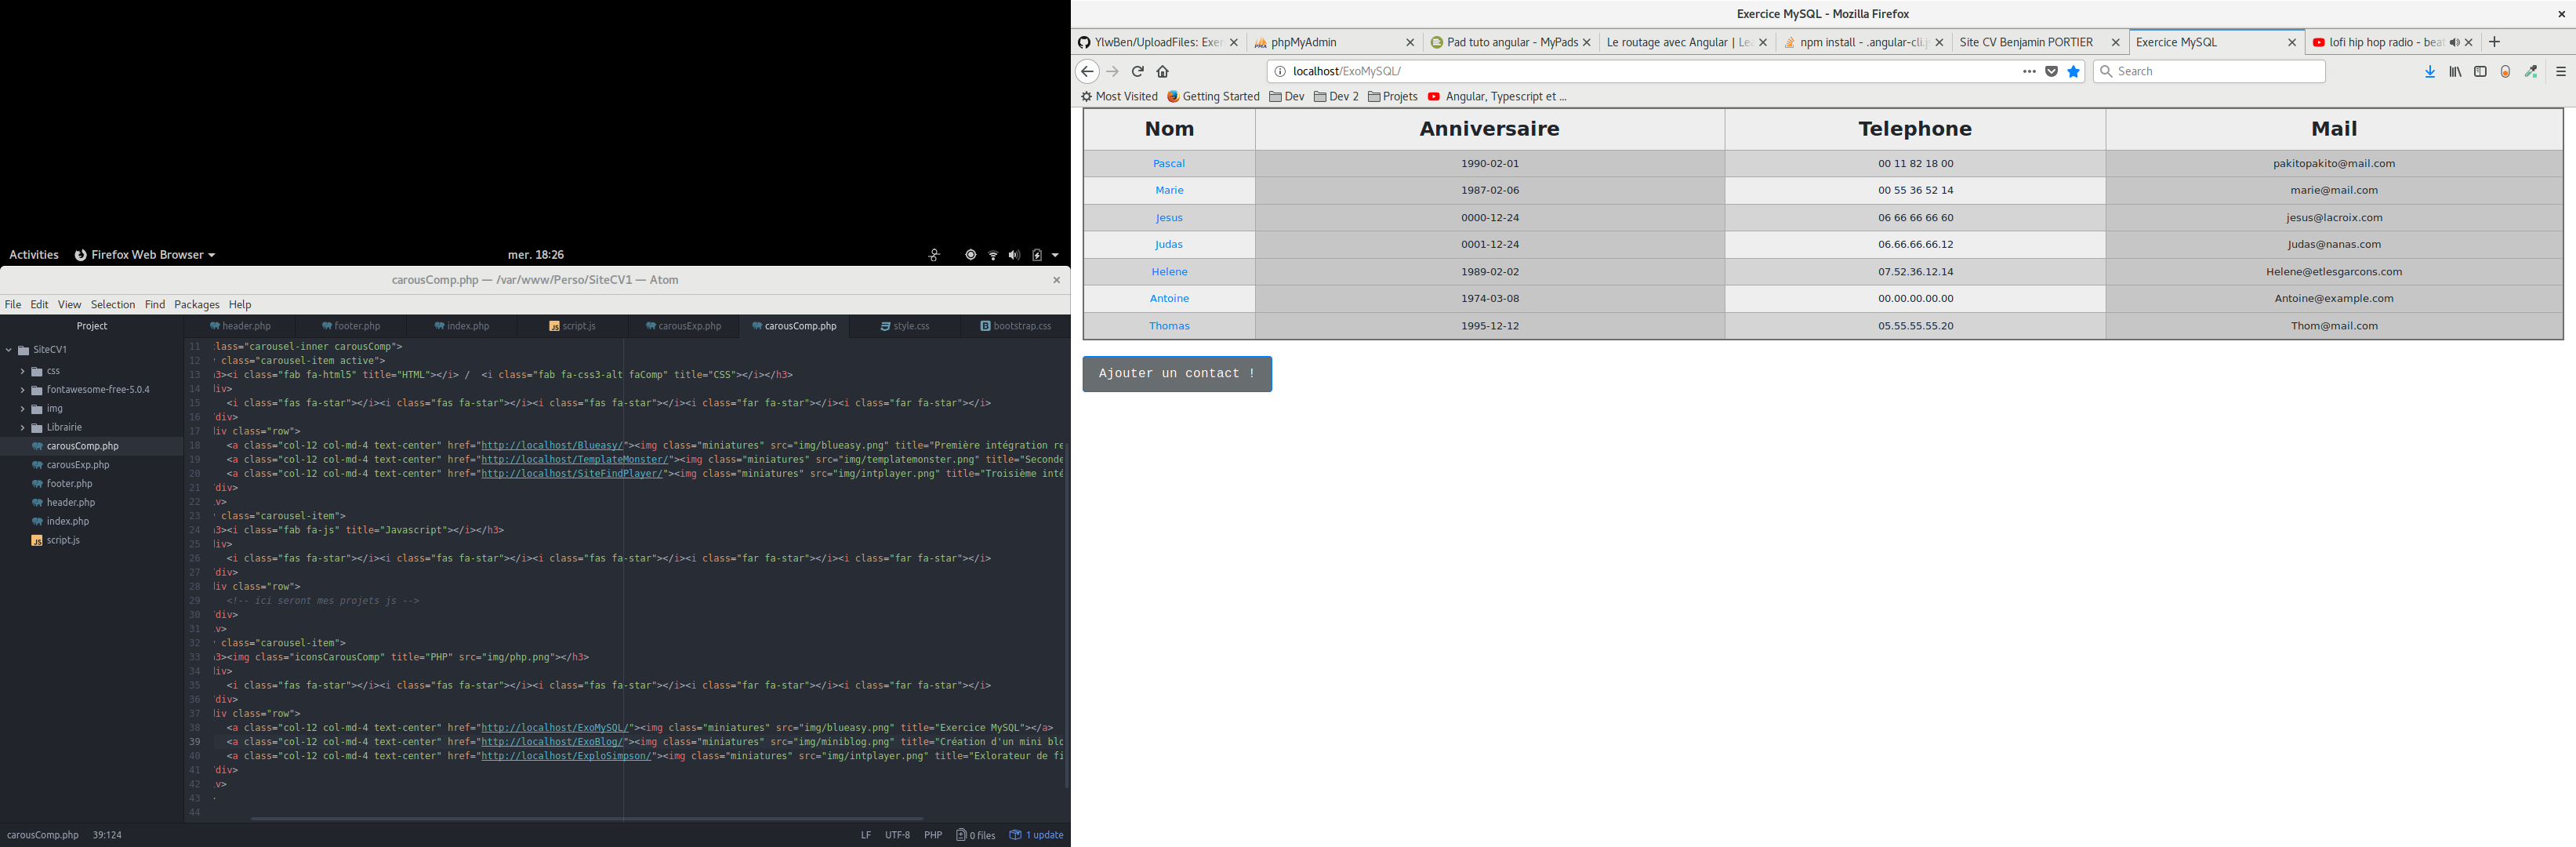 Activities Firefox Web Browser mer. 18:26
carousComp.php — /var/www/Perso/SiteCV1 — Atom
File Edit View Selection Find Packages Help
Project
SiteCV1
css
fontawesome-free-5.0.4
img
Librairie
carousComp.php
carousExp.php
footer.php
header.php
index.php
script.js
header.php footer.php index.php script.js carousExp.php carousComp.php style.css bootstrap.css
11 lass="carousel-inner carousComp">
12 class="carousel-item active">
13 h3><i class="fab fa-html5" title="HTML"></i> / <i class="fab fa-css3-alt faComp" title="CSS"></i></h3>
14 div>
15 <i class="fas fa-star"></i><i class="fas fa-star"></i><i class="fas fa-star"></i><i class="far fa-star"></i><i class="far fa-star"></i>
16 div>
17 div class="row">
18 <a class="col-12 col-md-4 text-center" href="http://localhost/Blueasy/"><img class="miniatures" src="img/blueasy.png" title="Première intégration re
19 <a class="col-12 col-md-4 text-center" href="http://localhost/TemplateMonster/"><img class="miniatures" src="img/templatemonster.png" title="Seconde
20 <a class="col-12 col-md-4 text-center" href="http://localhost/SiteFindPlayer/"><img class="miniatures" src="img/intplayer.png" title="Troisième inté
21 div>
22 v>
23 class="carousel-item">
24 h3><i class="fab fa-js" title="Javascript"></i></h3>
25 div>
26 <i class="fas fa-star"></i><i class="fas fa-star"></i><i class="fas fa-star"></i><i class="far fa-star"></i><i class="far fa-star"></i>
27 div>
28 div class="row">
29 <!-- ici seront mes projets js -->
30 div>
31 v>
32 class="carousel-item">
33 h3><img class="iconsCarousComp" title="PHP" src="img/php.png"></h3>
34 div>
35 <i class="fas fa-star"></i><i class="fas fa-star"></i><i class="fas fa-star"></i><i class="far fa-star"></i><i class="far fa-star"></i>
36 div>
37 div class="row">
38 <a class="col-12 col-md-4 text-center" href="http://localhost/ExoMySQL/"><img class="miniatures" src="img/blueasy.png" title="Exercice MySQL"></a>
39 <a class="col-12 col-md-4 text-center" href="http://localhost/ExoBlog/"><img class="miniatures" src="img/miniblog.png" title="Création d'un mini blo
40 <a class="col-12 col-md-4 text-center" href="http://localhost/ExploSimpson/"><img class="miniatures" src="img/intplayer.png" title="Exlorateur de fi
41 div>
42 v>
43
44
carousComp.php 39:124 LF UTF-8 PHP 0 files 1 update
Exercice MySQL - Mozilla Firefox
YlwBen/UploadFiles: Exer phpMyAdmin Pad tuto angular - MyPads Le routage avec Angular | Le npm install - .angular-cli.j Site CV Benjamin PORTIER Exercice MySQL lofi hip hop radio - beat
localhost/ExoMySQL/ Search
Most Visited Getting Started Dev Dev 2 Projets Angular, Typescript et ...
Nom Anniversaire Telephone Mail
Pascal 1990-02-01 00 11 82 18 00 pakitopakito@mail.com
Marie 1987-02-06 00 55 36 52 14 marie@mail.com
Jesus 0000-12-24 06 66 66 66 60 jesus@lacroix.com
Judas 0001-12-24 06.66.66.66.12 Judas@nanas.com
Helene 1989-02-02 07.52.36.12.14 Helene@etlesgarcons.com
Antoine 1974-03-08 00.00.00.00.00 Antoine@example.com
Thomas 1995-12-12 05.55.55.55.20 Thom@mail.com
Ajouter un contact !